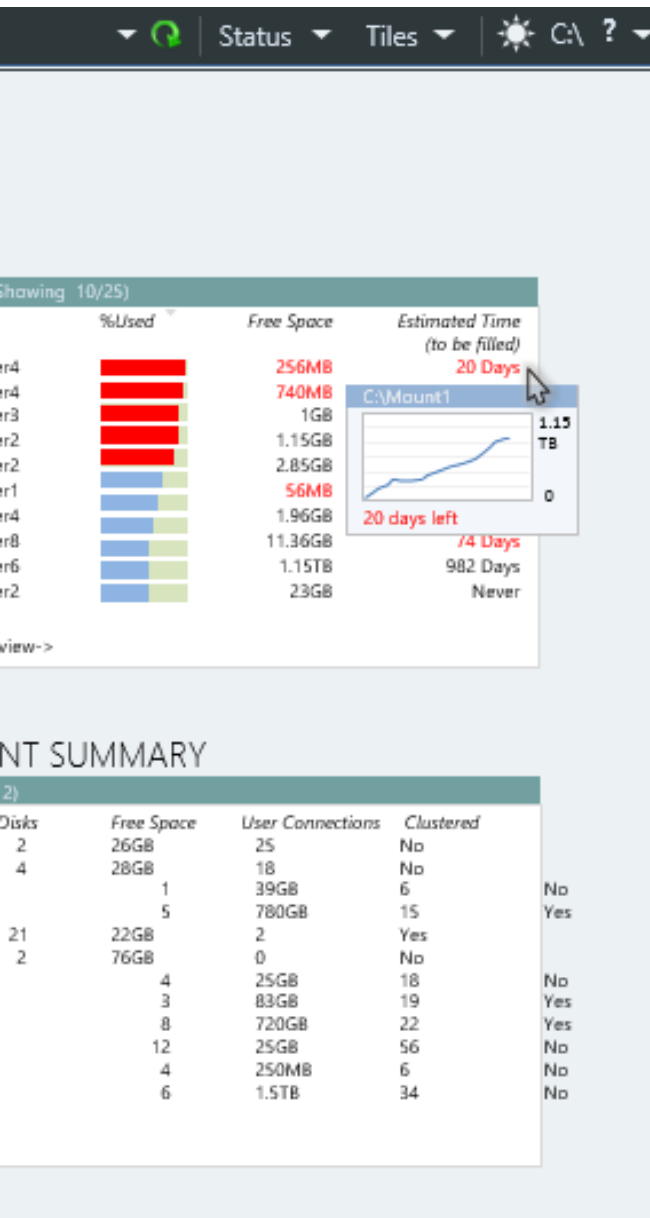 Status Tiles C:\ ?
Showing 10/25)
%Used Free Space Estimated Time
(to be filled)
er4 256MB 20 Days
er4 740MB
C:\Mount1
er3 1GB
1.15
er2 1.15GB
TB
er2 2.85GB
er1 56MB
0
er4 1.96GB
20 days left
er8 11.36GB 74 Days
er6 1.15TB 982 Days
er2 23GB Never
view->
NT SUMMARY
2)
Disks Free Space User Connections Clustered
2 26GB 25 No
4 28GB 18 No
1 39GB 6 No
5 780GB 15 Yes
21 22GB 2 Yes
2 76GB 0 No
4 25GB 18 No
3 83GB 19 Yes
8 720GB 22 Yes
12 25GB 56 No
4 250MB 6 No
6 1.5TB 34 No